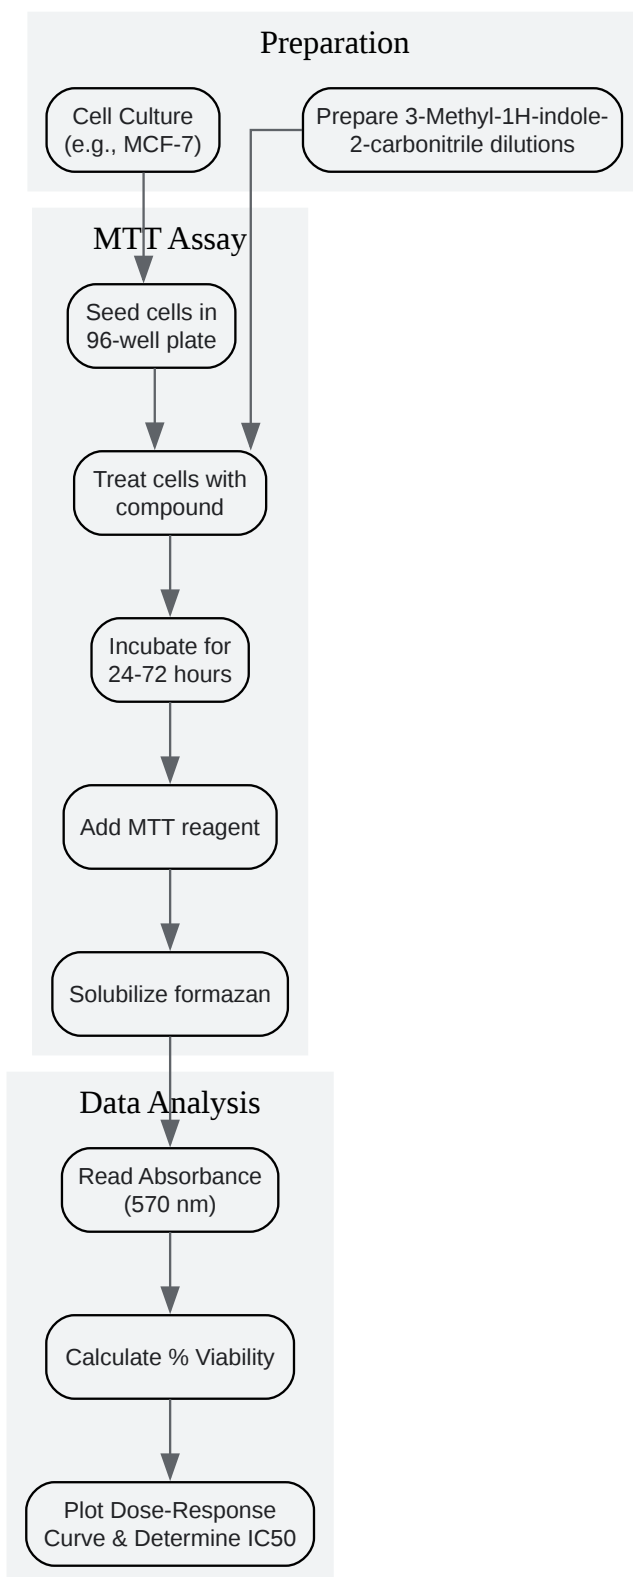 Preparation
Cell Culture
(e.g., MCF-7)
Prepare 3-Methyl-1H-indole-
2-carbonitrile dilutions
MTT Assay
Seed cells in
96-well plate
Treat cells with
compound
Incubate for
24-72 hours
Add MTT reagent
Solubilize formazan
Data Analysis
Read Absorbance
(570 nm)
Calculate % Viability
Plot Dose-Response
Curve & Determine IC50